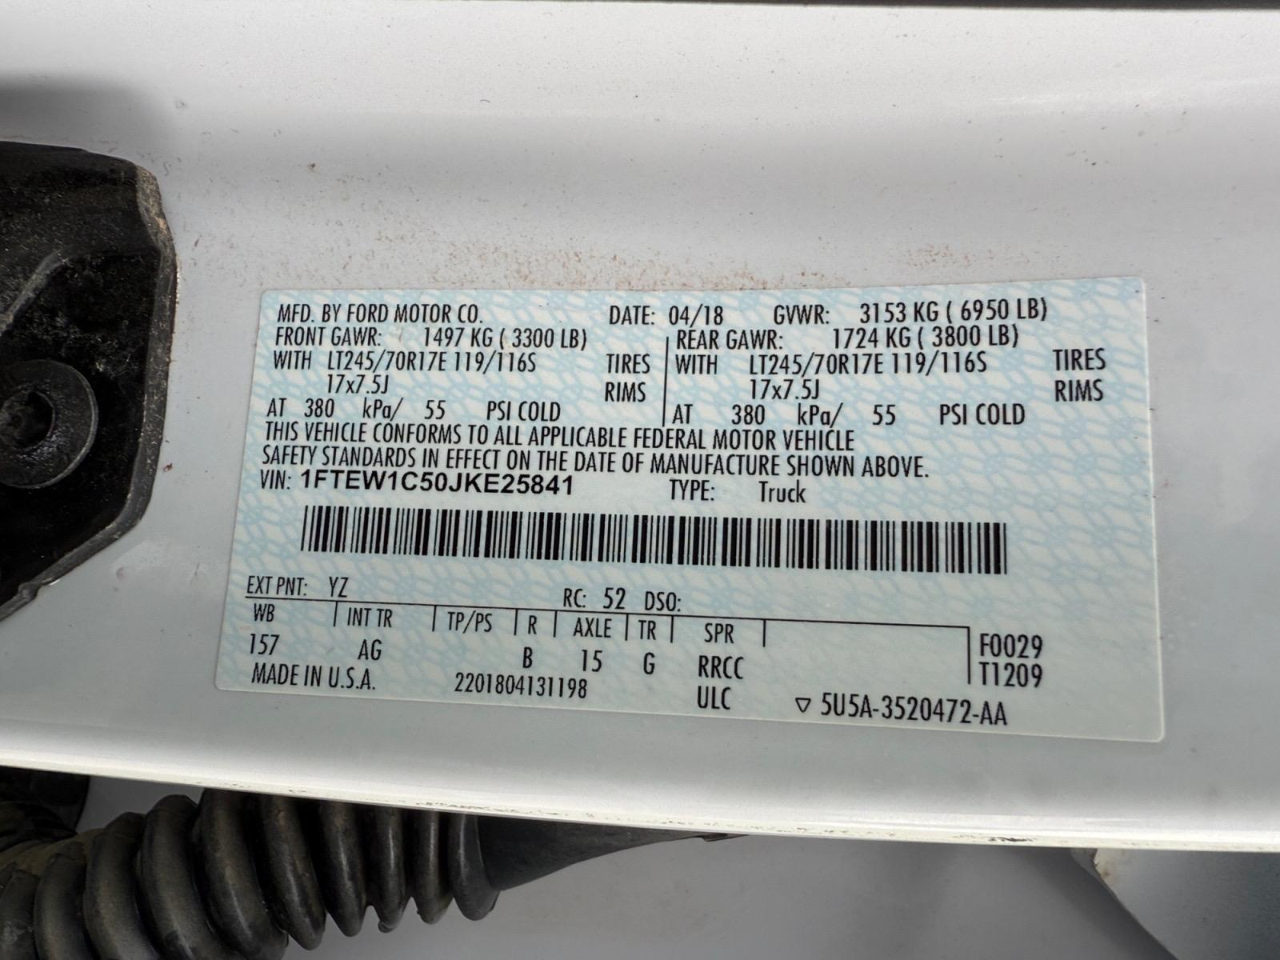 MFD. BY FORD MOTOR CO. DATE: 04/18 GVWR: 3153 KG ( 6950 LB)
FRONT GAWR: 1497 KG ( 3300 LB) REAR GAWR: 1724 KG ( 3800 LB)
WITH LT245/70R17E 119/116S TIRES WITH LT245/70R17E 119/116S TIRES
17x7.5J RIMS 17x7.5J RIMS
AT 380 kPa/ 55 PSI COLD AT 380 kPa/ 55 PSI COLD
THIS VEHICLE CONFORMS TO ALL APPLICABLE FEDERAL MOTOR VEHICLE
SAFETY STANDARDS IN EFFECT ON THE DATE OF MANUFACTURE SHOWN ABOVE.
VIN: 1FTEW1C50JKE25841 TYPE: Truck
EXT PNT: YZ RC: 52 DSO:
WB INT TR TP/PS R AXLE TR SPR F0029
157 AG B 15 G RRCC T1209
MADE IN U.S.A. 2201804131198 ULC ▽ 5U5A-3520472-AA